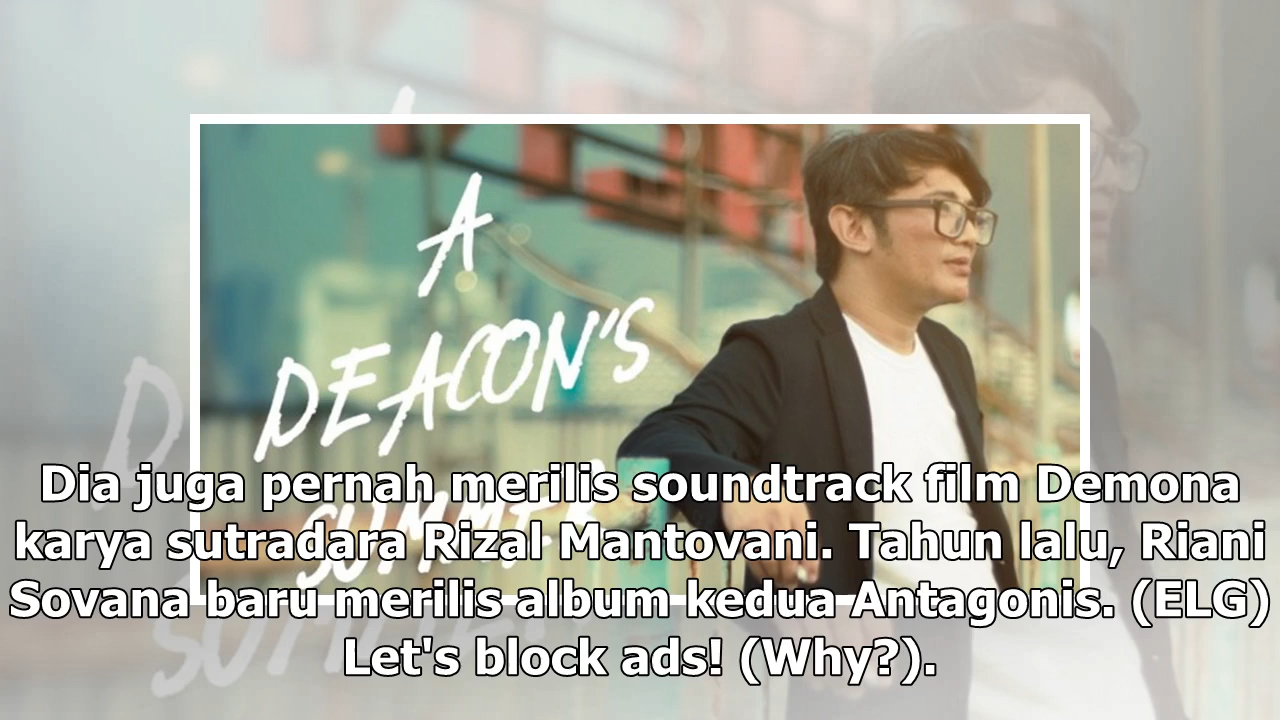 A
DEACON'S
SUMMER
Dia juga pernah merilis soundtrack film Demona
karya sutradara Rizal Mantovani. Tahun lalu, Riani
Sovana baru merilis album kedua Antagonis. (ELG)
Let's block ads! (Why?).